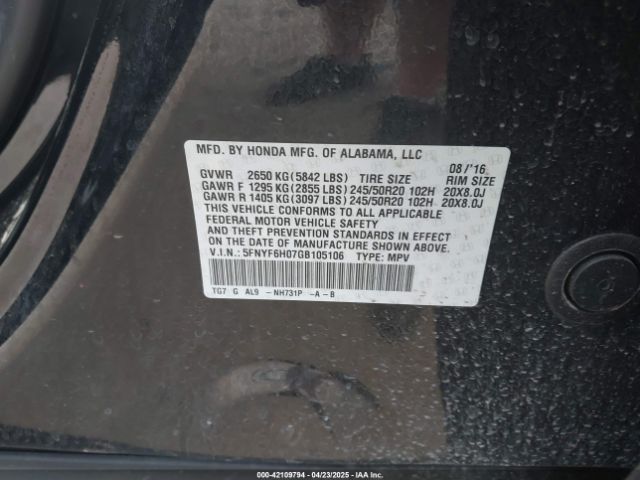 MFD. BY HONDA MFG. OF ALABAMA, LLC 08/'16
GVWR 2650 KG (5842 LBS) TIRE SIZE RIM SIZE
GAWR F 1295 KG (2855 LBS) 245/50R20 102H 20X8.0J
GAWR R 1405 KG (3097 LBS) 245/50R20 102H 20X8.0J
THIS VEHICLE CONFORMS TO ALL APPLICABLE
FEDERAL MOTOR VEHICLE SAFETY
AND THEFT PREVENTION STANDARDS IN EFFECT
ON THE DATE OF MANUFACTURE SHOWN ABOVE.
V.I.N.: 5FNYF6H07GB105106 TYPE: MPV
TG7 G AL9 -NH731P -A-B
000-42109794 04/23/2025 IAAI.COM